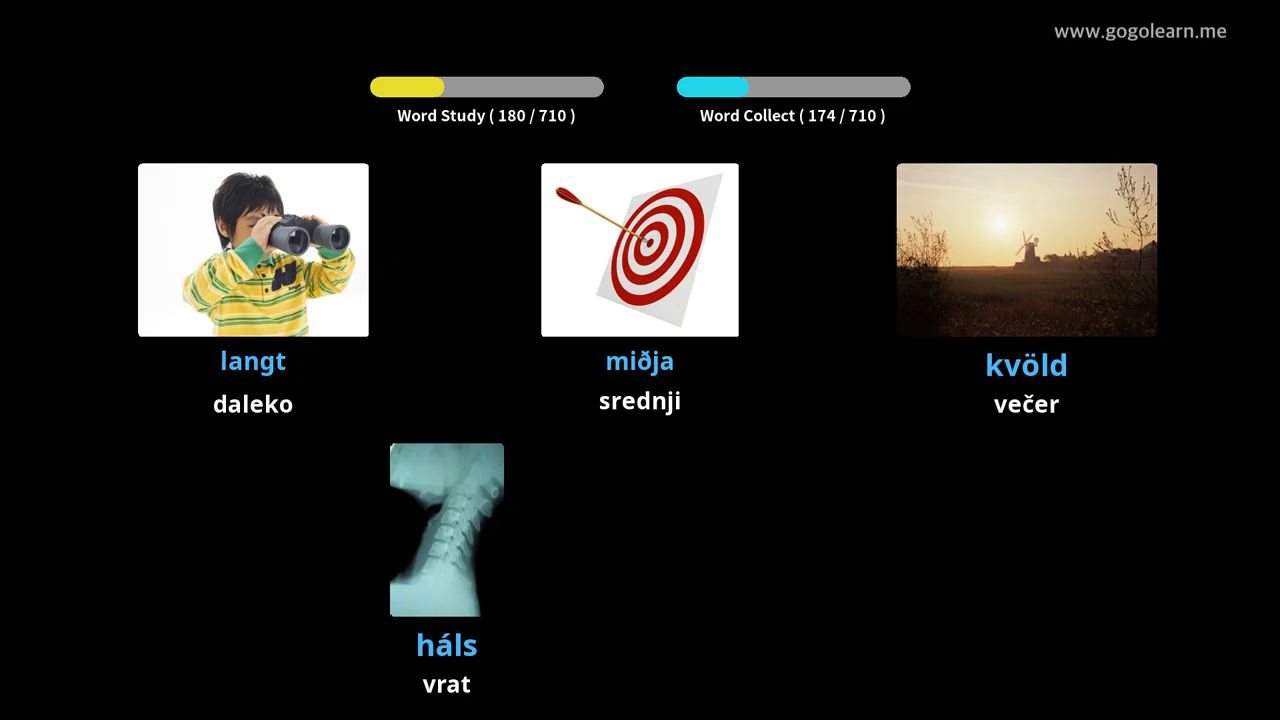 www.gogolearn.me
Word Study ( 180 / 710 )
Word Collect ( 174 / 710 )
langt
daleko
miðja
srednji
kvöld
večer
háls
vrat